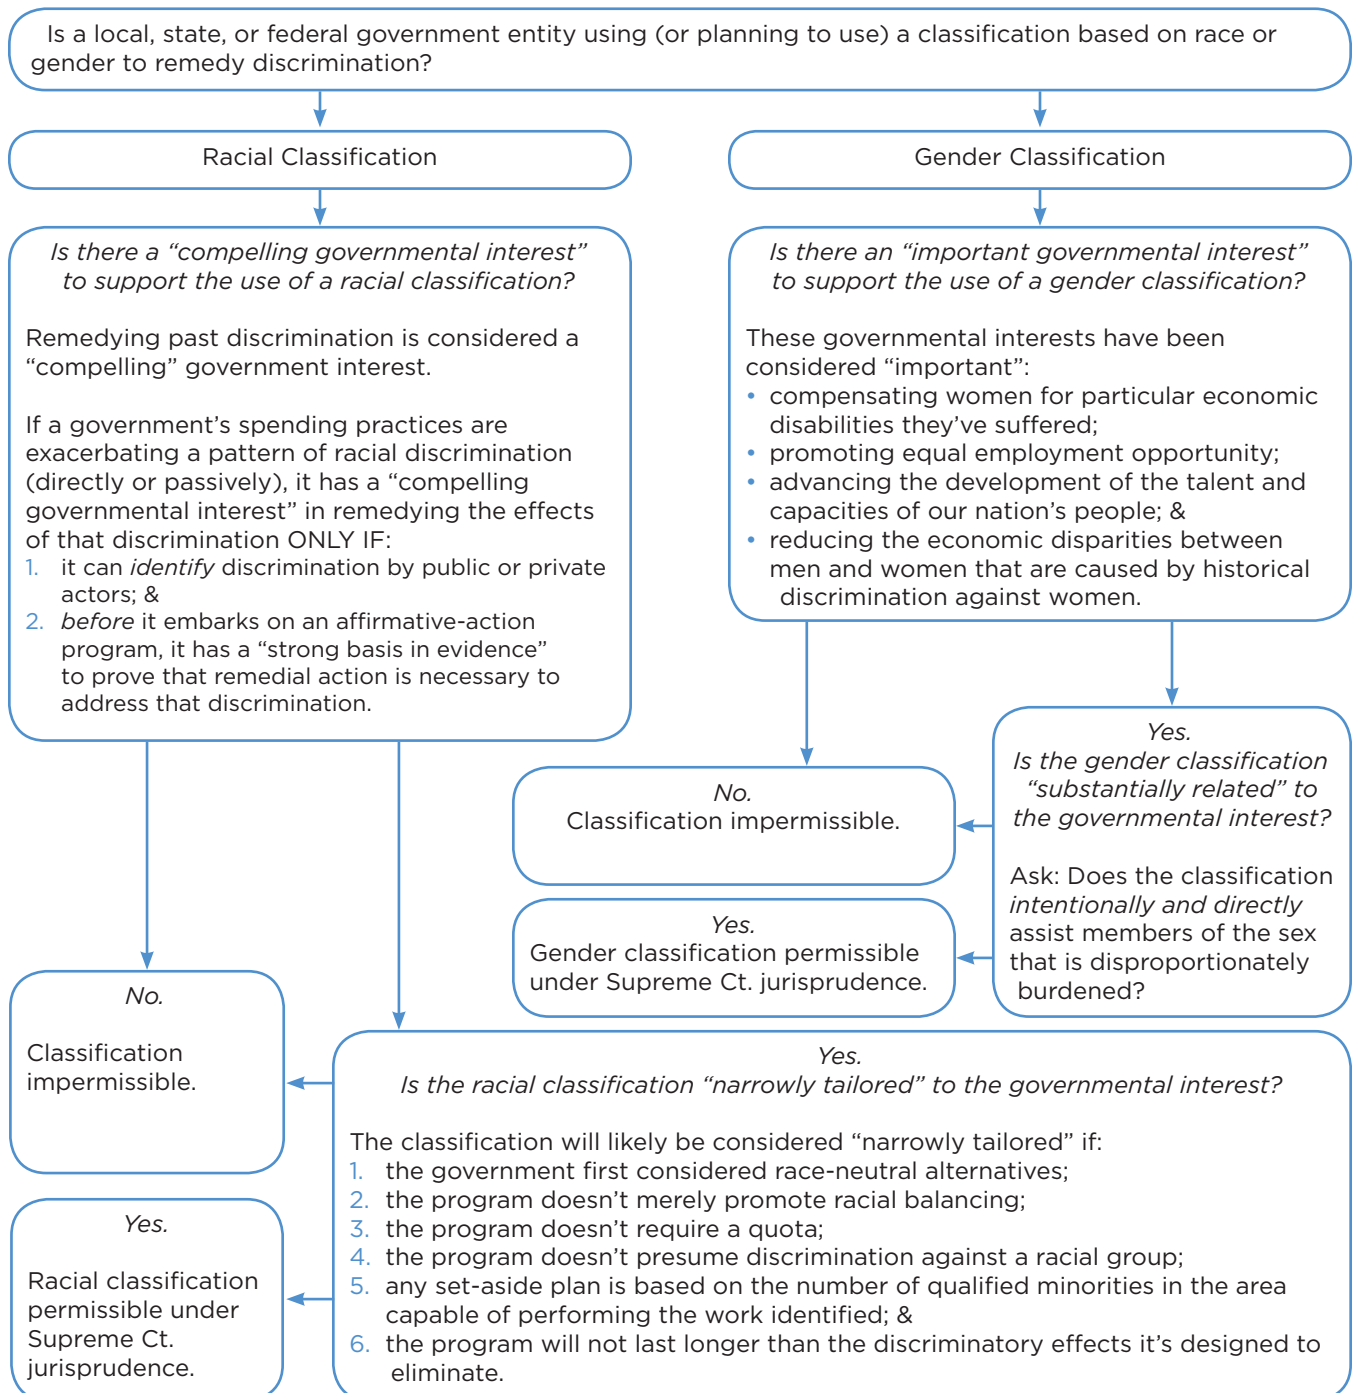 Is a local, state, or federal government entity using (or planning to use) a classification based on race or
gender to remedy discrimination?
Racial Classification
Gender Classification
Is there a “compelling governmental interest”
to support the use of a racial classification?
Remedying past discrimination is considered a
“compelling” government interest.
If a government’s spending practices are
exacerbating a pattern of racial discrimination
(directly or passively), it has a “compelling
governmental interest” in remedying the effects
of that discrimination ONLY IF:
1. it can identify discrimination by public or private
actors; &
2. before it embarks on an affirmative-action
program, it has a “strong basis in evidence”
to prove that remedial action is necessary to
address that discrimination.
Is there an “important governmental interest”
to support the use of a gender classification?
These governmental interests have been
considered “important”:
• compensating women for particular economic
disabilities they’ve suffered;
• promoting equal employment opportunity;
• advancing the development of the talent and
capacities of our nation’s people; &
• reducing the economic disparities between
men and women that are caused by historical
discrimination against women.
No.
Classification impermissible.
Yes.
Is the gender classification
“substantially related” to
the governmental interest?
Ask: Does the classification
intentionally and directly
assist members of the sex
that is disproportionately
burdened?
Yes.
Gender classification permissible
under Supreme Ct. jurisprudence.
No.
Classification
impermissible.
Yes.
Is the racial classification “narrowly tailored” to the governmental interest?
The classification will likely be considered “narrowly tailored” if:
1. the government first considered race-neutral alternatives;
2. the program doesn’t merely promote racial balancing;
3. the program doesn’t require a quota;
4. the program doesn’t presume discrimination against a racial group;
5. any set-aside plan is based on the number of qualified minorities in the area
capable of performing the work identified; &
6. the program will not last longer than the discriminatory effects it’s designed to
eliminate.
Yes.
Racial classification
permissible under
Supreme Ct.
jurisprudence.